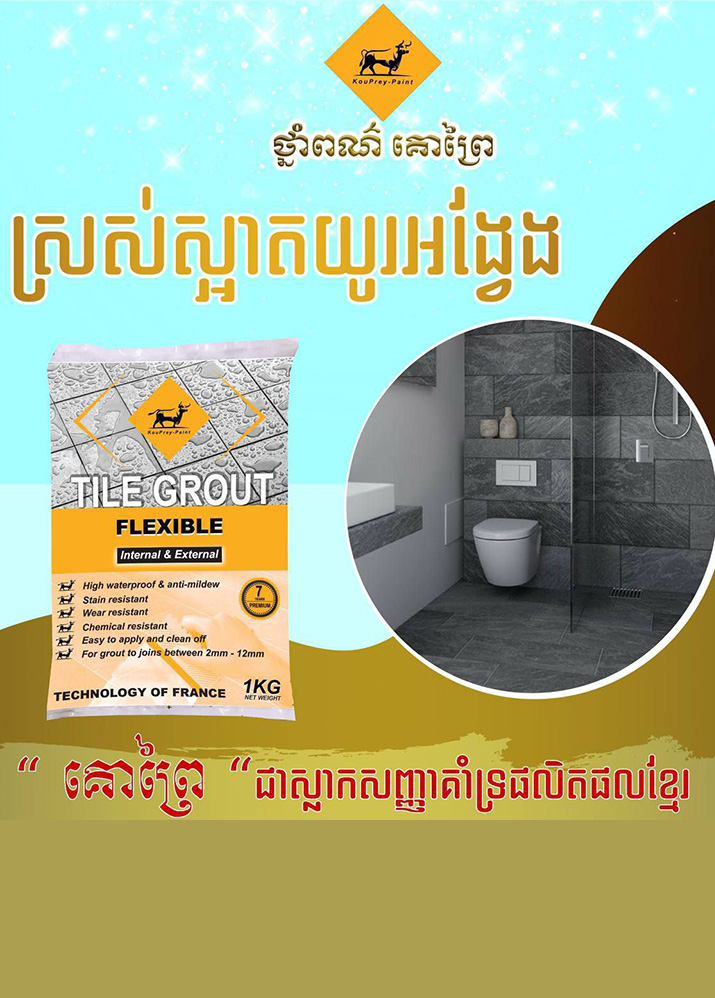 KouPrey-Paint
ថ្នាំពណ៌ គោព្រៃ
ស្រស់ស្អាតយូរអង្វែង
KouPrey-Paint
TILE GROUT
FLEXIBLE
Internal & External
High waterproof & anti-mildew
Stain resistant
Wear resistant
Chemical resistant
Easy to apply and clean off
For grout to joins between 2mm - 12mm
7
YEARS
PREMIUM
TECHNOLOGY OF FRANCE
1KG
NET WEIGHT
“ គោព្រៃ “ ជាស្លាកសញ្ញាគាំទ្រផលិតផលខ្មែរ